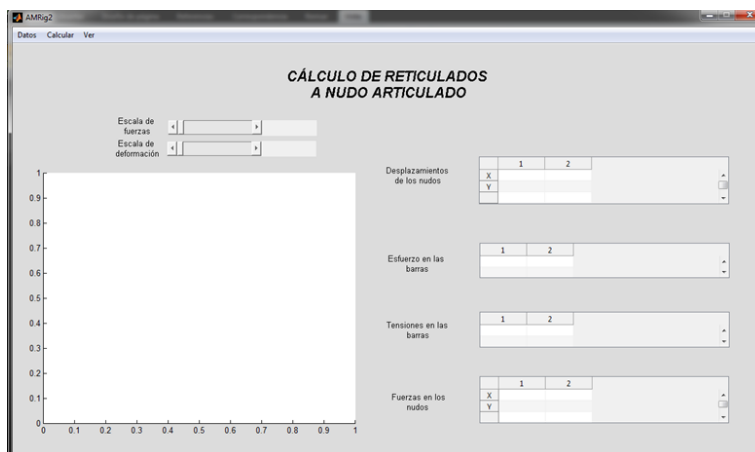 AMRig2
Datos Calcular Ver
CÁLCULO DE RETICULADOS
A NUDO ARTICULADO
Escala de
fuerzas
Escala de
deformación
1
0.9
0.8
0.7
0.6
0.5
0.4
0.3
0.2
0.1
0
0 0.1 0.2 0.3 0.4 0.5 0.6 0.7 0.8 0.9 1
Desplazamientos
de los nudos
1 2
X
Y
Esfuerzo en las
barras
1 2
Tensiones en las
barras
1 2
Fuerzas en los
nudos
1 2
X
Y